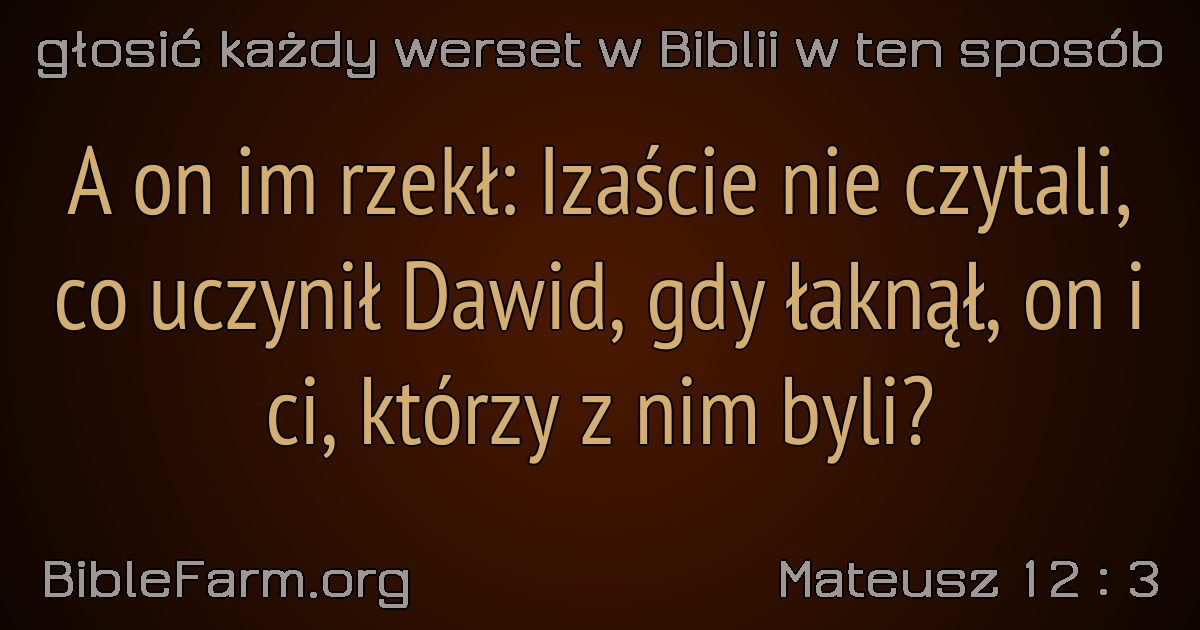 głosić każdy werset w Biblii w ten sposób
A on im rzekł: Izaście nie czytali,
co uczynił Dawid, gdy łaknął, on i
ci, którzy z nim byli?
BibleFarm.org
Mateusz 12 : 3